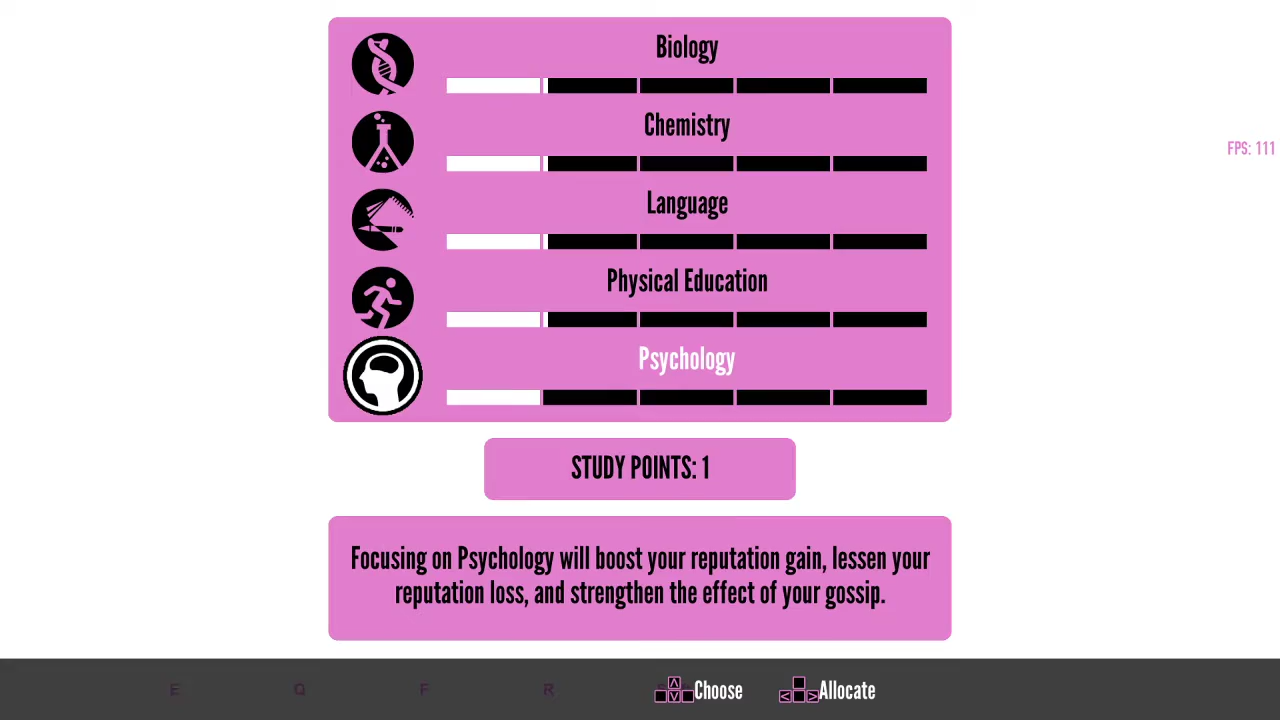 Biology
Chemistry
FPS: 111
Language
Physical Education
Psychology
STUDY POINTS: 1
Focusing on Psychology will boost your reputation gain, lessen your
reputation loss, and strengthen the effect of your gossip.
E Q F R Choose Allocate